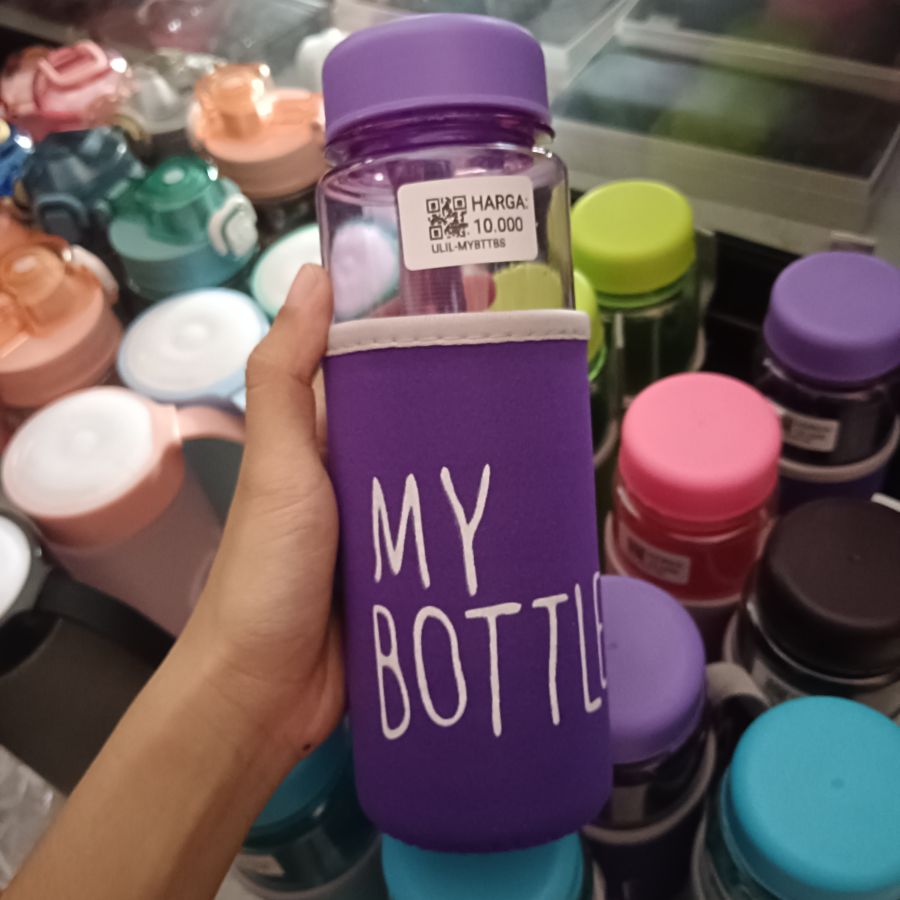 HARGA:
10.000
ULIL-MYBTTBS
MY
BOTTLE